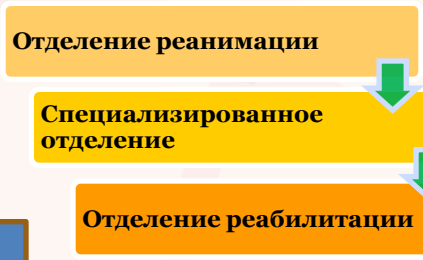 Отделение реанимации
Специализированное
отделение
Отделение реабилитации